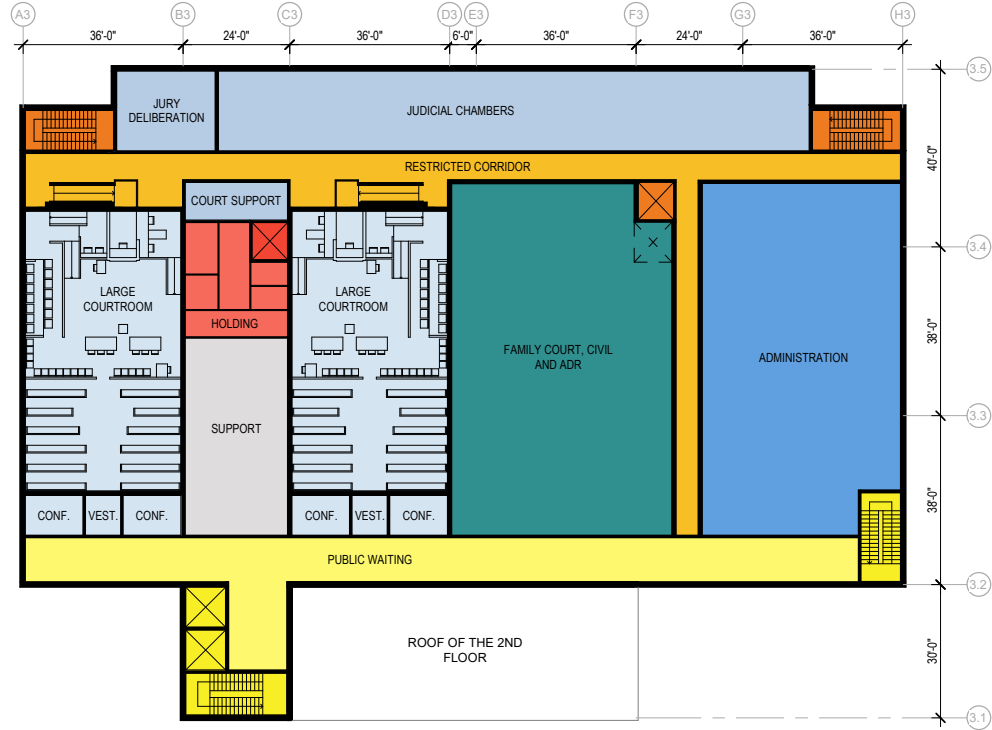 A3
B3
C3
D3
E3
F3
G3
H3
36'-0"
24'-0"
36'-0"
6'-0"
36'-0"
24'-0"
36'-0"
3.5
JURY
DELIBERATION
JUDICIAL CHAMBERS
40'-0"
RESTRICTED CORRIDOR
COURT SUPPORT
3.4
LARGE
COURTROOM
LARGE
COURTROOM
HOLDING
38'-0"
FAMILY COURT, CIVIL
AND ADR
ADMINISTRATION
3.3
SUPPORT
38'-0"
CONF.
VEST.
CONF.
CONF.
VEST.
CONF.
PUBLIC WAITING
3.2
ROOF OF THE 2ND
FLOOR
30'-0"
3.1